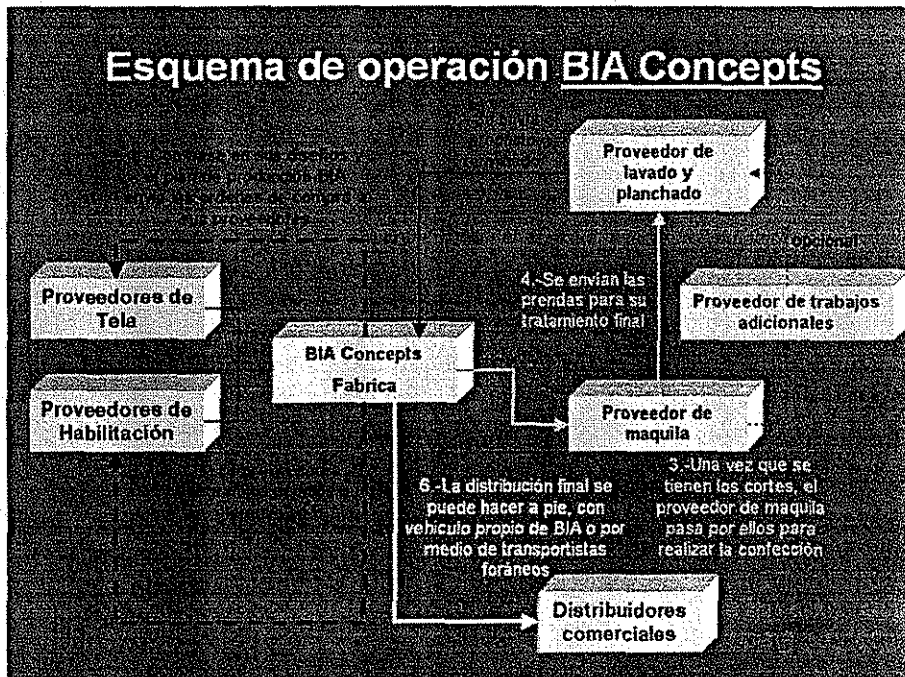 Esquema de operación BIA Concepts
Proveedor de
lavado y
planchado
opcional
Proveedores de
Tela
4.-Se envían las
prendas para su
tratamiento final
Proveedor de trabajos
adicionales
BIA Concepts
Fabrica
Proveedores de
Habilitación
Proveedor de
maquila
3.-Una vez que se
tienen los cortes, el
proveedor de maquila
pasa por ellos para
realizar la confección
6.-La distribución final se
puede hacer a pie, con
vehículo propio de BIA o por
medio de transportistas
foráneos
Distribuidores
comerciales